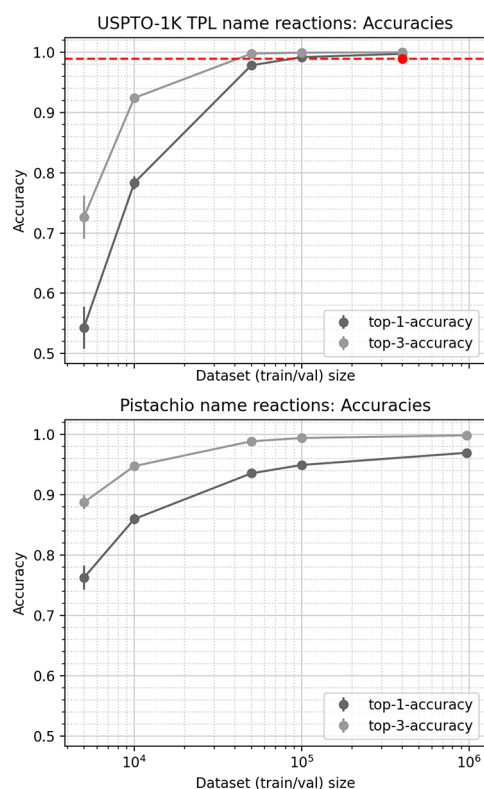 USPTO-1K TPL name reactions: Accuracies
1.0
0.9
0.8
0.7
0.6
0.5
Accuracy
top-1-accuracy
top-3-accuracy
Dataset (train/val) size
Pistachio name reactions: Accuracies
1.0
0.9
0.8
0.7
0.6
0.5
Accuracy
top-1-accuracy
top-3-accuracy
10⁴ 10⁵ 10⁶
Dataset (train/val) size